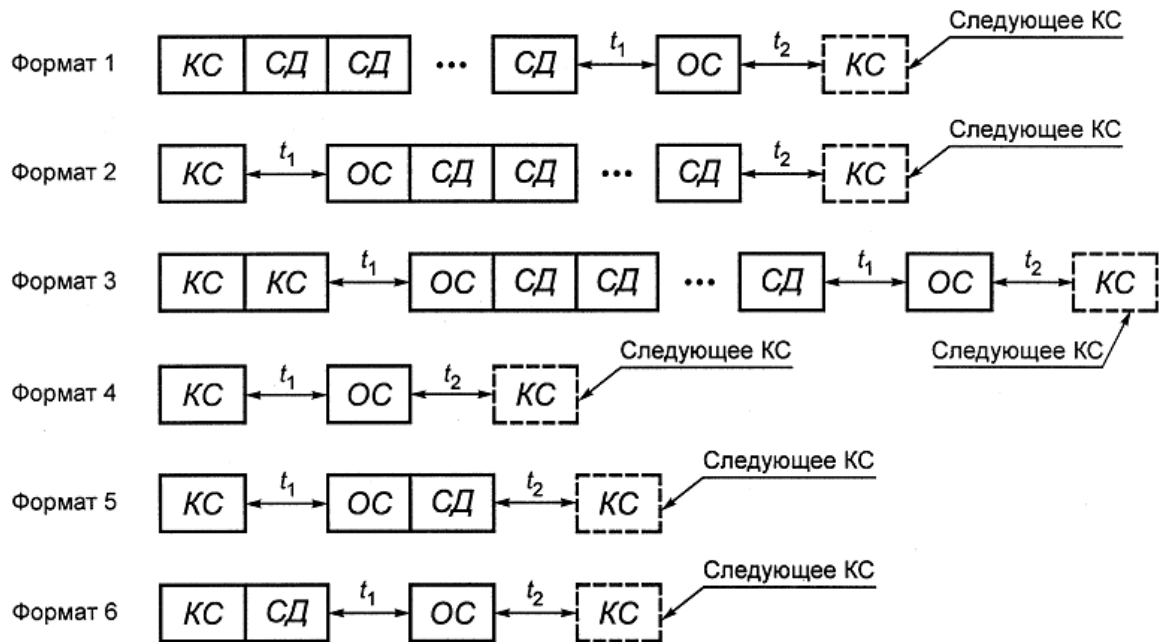 Следующее КС
Формат 1 КС СД СД ••• СД t1 ОС t2 КС
Следующее КС
Формат 2 КС t1 ОС СД СД ••• СД t2 КС
Формат 3 КС КС t1 ОС СД СД ••• СД t1 ОС t2 КС
Следующее КС Следующее КС
Формат 4 КС t1 ОС t2 КС
Следующее КС
Формат 5 КС t1 ОС СД t2 КС
Следующее КС
Формат 6 КС СД t1 ОС t2 КС